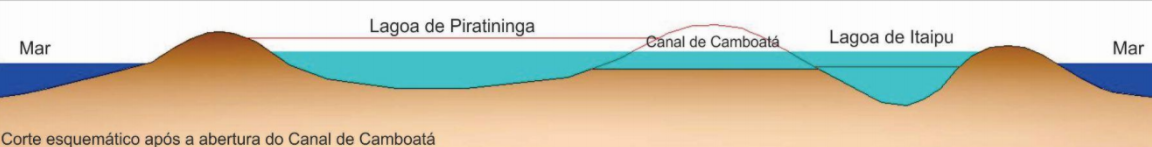 Mar
Lagoa de Piratininga
Canal de Camboatá
Lagoa de Itaipu
Mar
Corte esquemático após a abertura do Canal de Camboatá